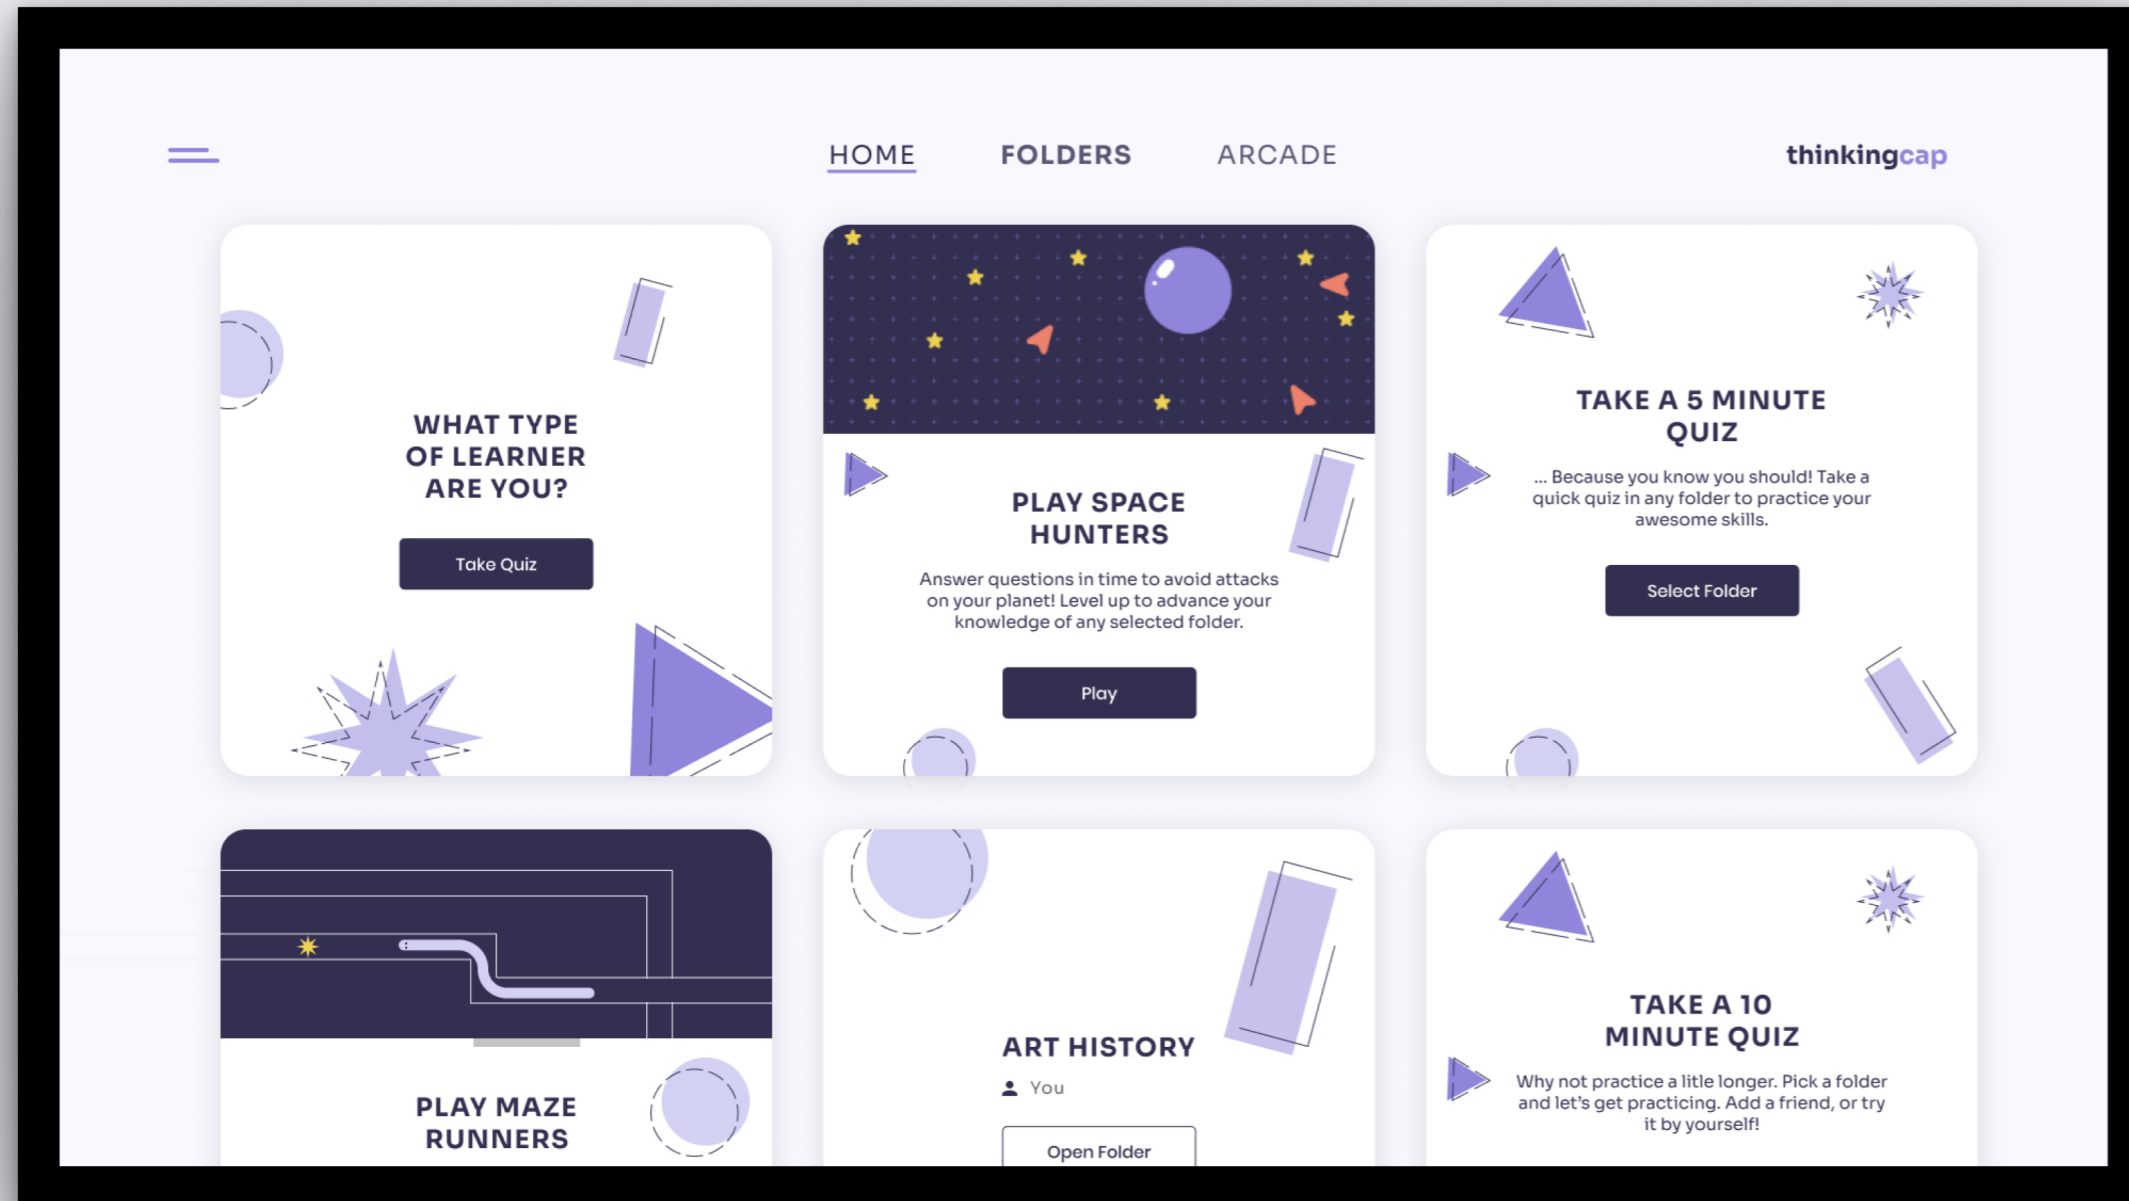 HOME FOLDERS ARCADE thinkingcap
WHAT TYPE
OF LEARNER
ARE YOU?
Take Quiz
PLAY SPACE
HUNTERS
Answer questions in time to avoid attacks
on your planet! Level up to advance your
knowledge of any selected folder.
Play
TAKE A 5 MINUTE
QUIZ
... Because you know you should! Take a
quick quiz in any folder to practice your
awesome skills.
Select Folder
PLAY MAZE
RUNNERS
ART HISTORY
You
Open Folder
TAKE A 10
MINUTE QUIZ
Why not practice a litle longer. Pick a folder
and let's get practicing. Add a friend, or try
it by yourself!